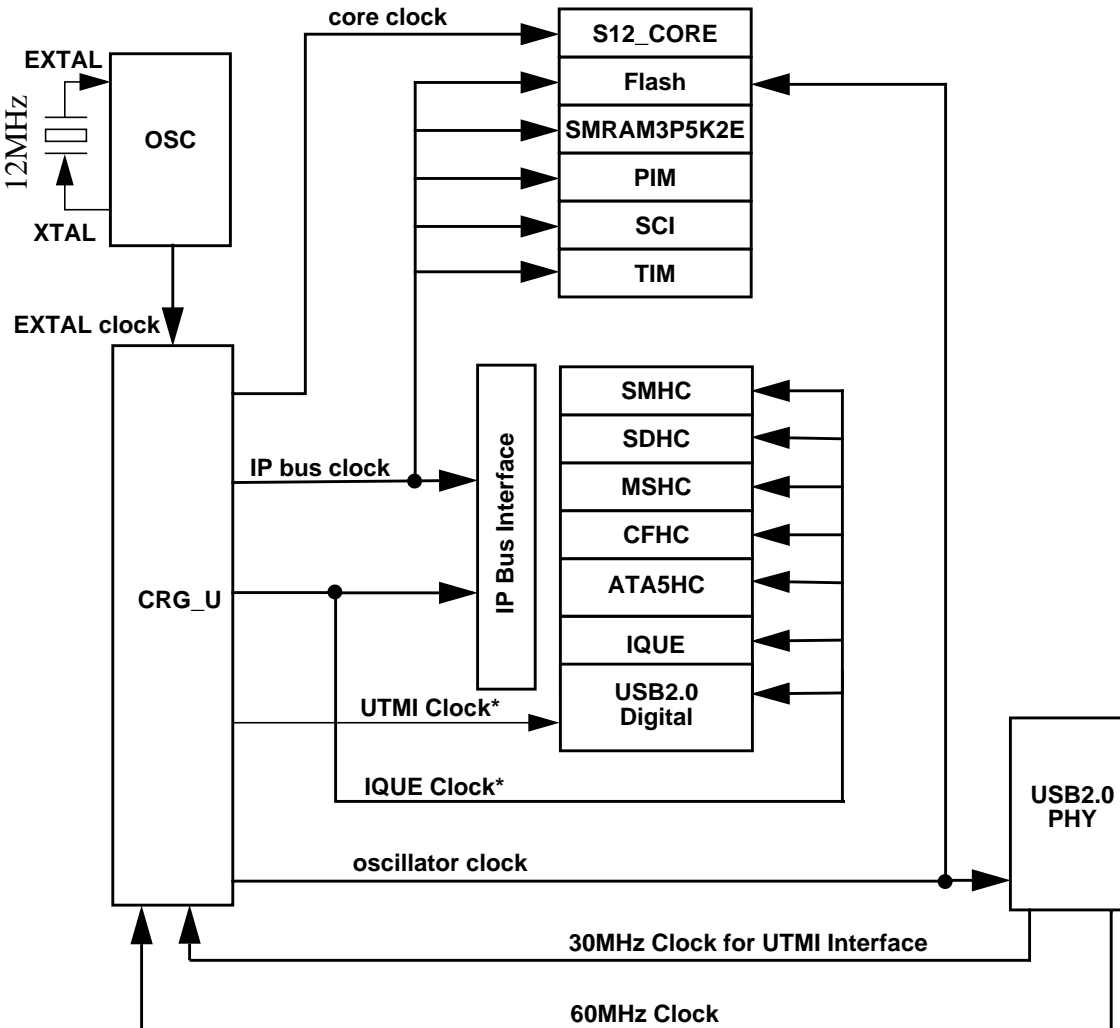 core clock
S12_CORE
EXTAL
Flash
12MHz
OSC
SMRAM3P5K2E
PIM
XTAL
SCI
TIM
EXTAL clock
SMHC
SDHC
IP bus clock
MSHC
IP Bus Interface
CFHC
CRG_U
ATA5HC
IQUE
USB2.0
Digital
UTMI Clock*
IQUE Clock*
USB2.0
PHY
oscillator clock
30MHz Clock for UTMI Interface
60MHz Clock